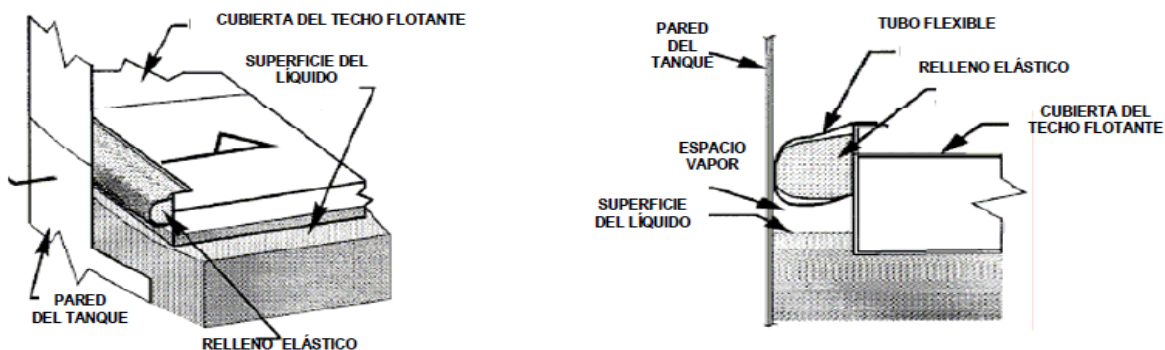 CUBIERTA DEL TECHO FLOTANTE
SUPERFICIE DEL
LÍQUIDO
PARED
DEL TANQUE
RELLENO ELÁSTICO
TUBO FLEXIBLE
PARED
DEL
TANQUE
RELLENO ELÁSTICO
CUBIERTA DEL
TECHO FLOTANTE
ESPACIO
VAPOR
SUPERFICIE
DEL LÍQUIDO